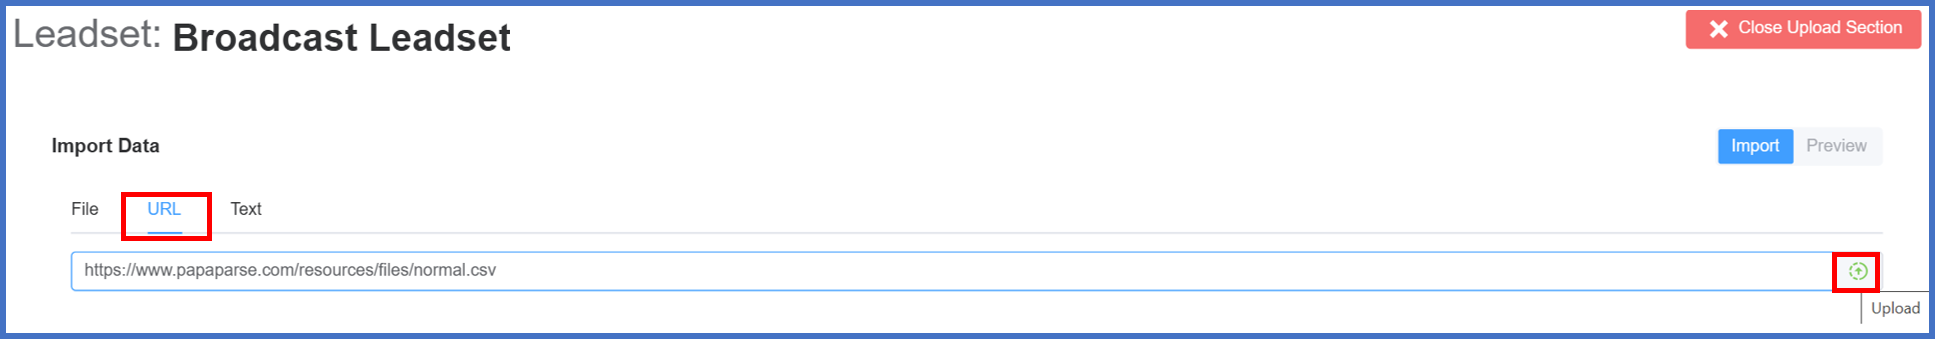 Leadset: Broadcast Leadset
Close Upload Section
Import Data
Import Preview
File URL Text
https://www.papaparse.com/resources/files/normal.csv
Upload